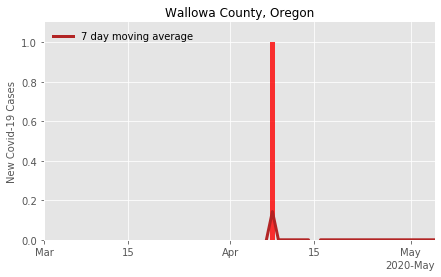 Wallowa County, Oregon
7 day moving average
New Covid-19 Cases
1.0
0.8
0.6
0.4
0.2
0.0
Mar 15 Apr 15 May
2020-May